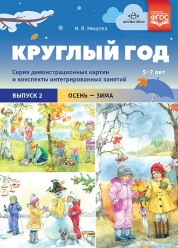 ФГОС
Н. В. Нищева
КРУГЛЫЙ ГОД
Серия демонстрационных картин
и конспекты интегрированных занятий
5–7 лет
ВЫПУСК 2
ОСЕНЬ — ЗИМА